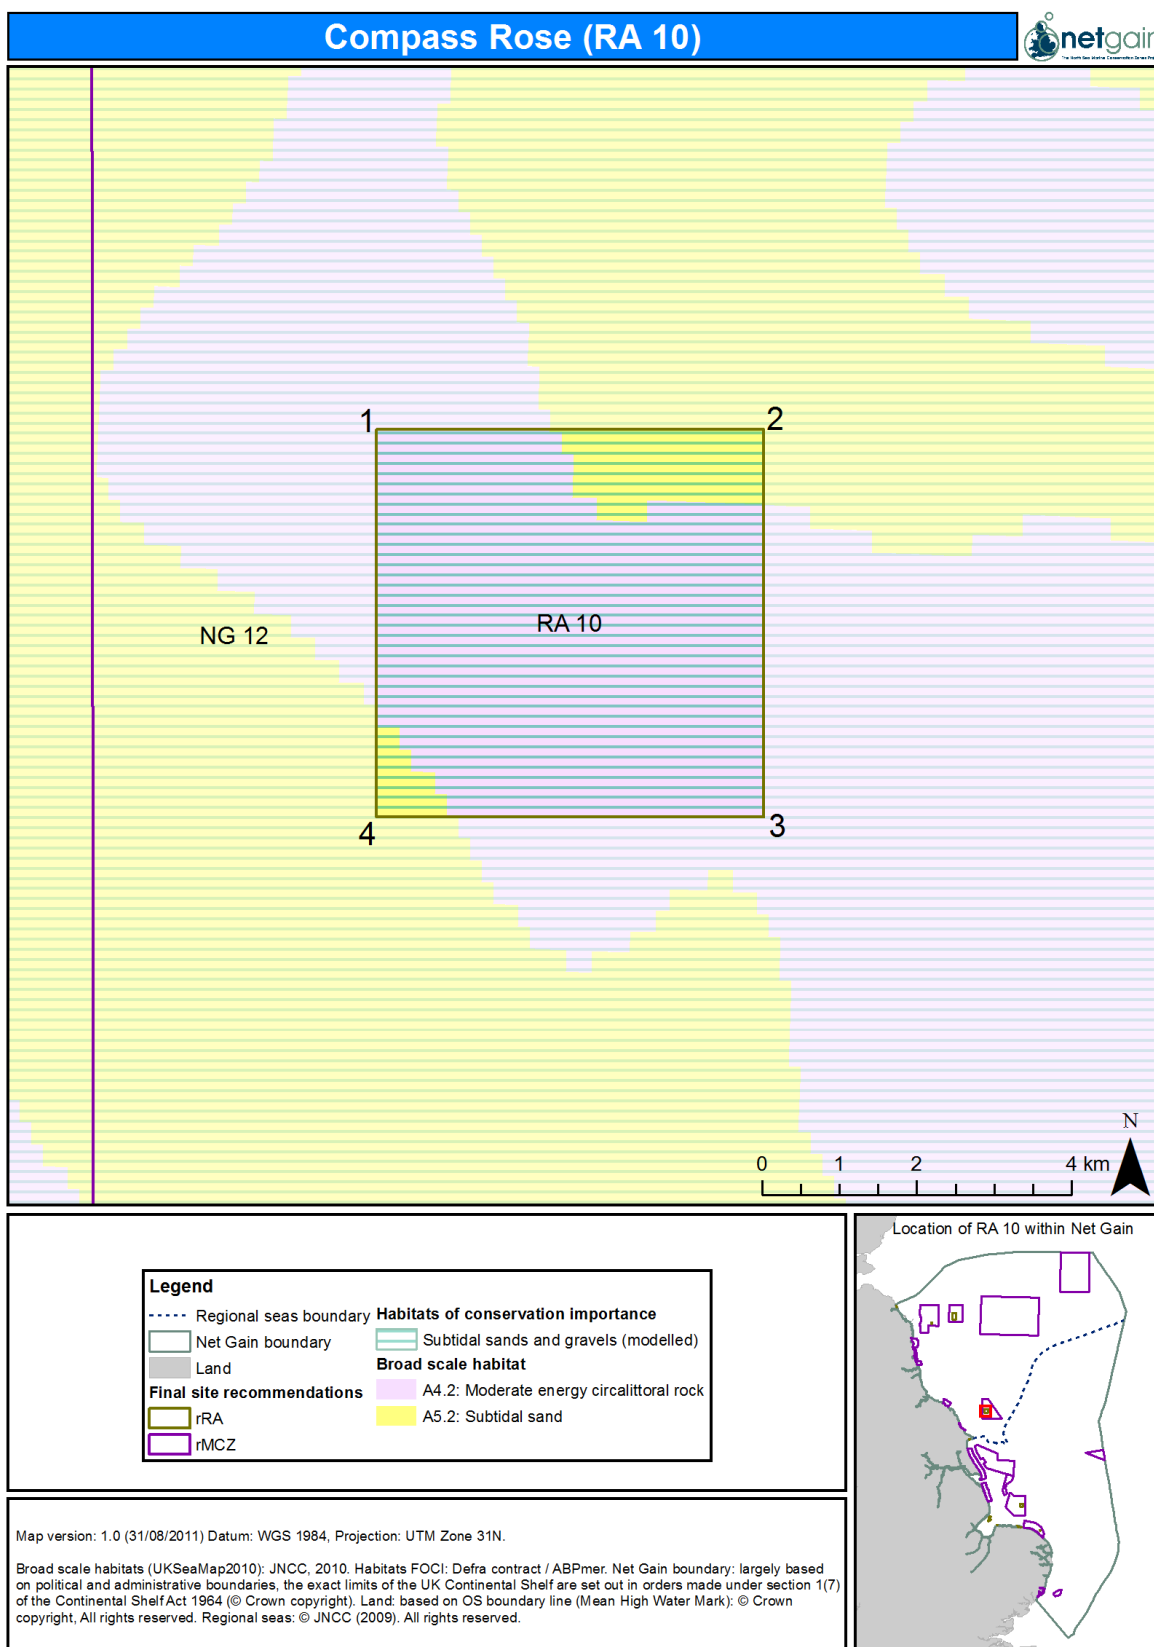 Compass Rose (RA 10)
netgain
1
2
RA 10
NG 12
4
3
N
0 1 2 4 km
Legend
Regional seas boundary
Net Gain boundary
Land
Final site recommendations
rRA
rMCZ
Habitats of conservation importance
Subtidal sands and gravels (modelled)
Broad scale habitat
A4.2: Moderate energy circalittoral rock
A5.2: Subtidal sand
Location of RA 10 within Net Gain
Map version: 1.0 (31/08/2011) Datum: WGS 1984, Projection: UTM Zone 31N.
Broad scale habitats (UKSeaMap2010): JNCC, 2010. Habitats FOCI: Defra contract / ABPmer. Net Gain boundary: largely based
on political and administrative boundaries, the exact limits of the UK Continental Shelf are set out in orders made under section 1(7)
of the Continental Shelf Act 1964 (© Crown copyright). Land: based on OS boundary line (Mean High Water Mark): © Crown
copyright, All rights reserved. Regional seas: © JNCC (2009). All rights reserved.